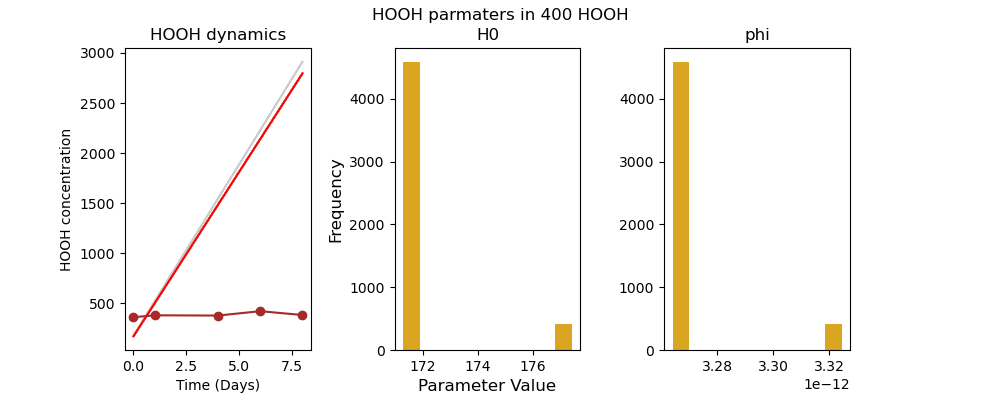 HOOH parmaters in 400 HOOH
HOOH dynamics
H0
phi
HOOH concentration
3000
2500
2000
1500
1000
500
0.0 2.5 5.0 7.5
Time (Days)
Frequency
4000
3000
2000
1000
0
172 174 176
Parameter Value
4000
3000
2000
1000
0
3.28 3.30 3.32
1e−12